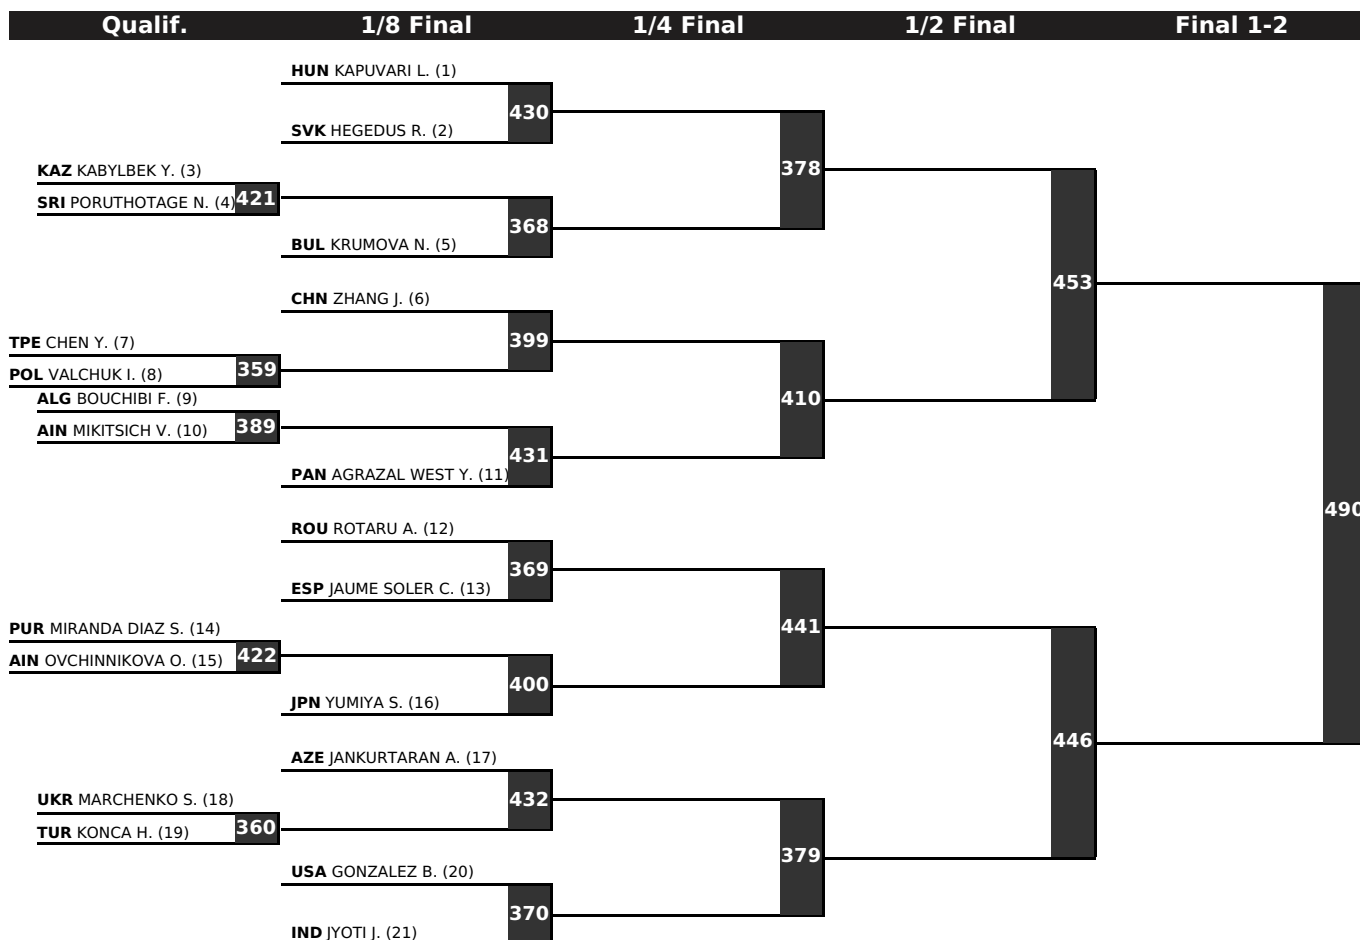 Qualif. 1/8 Final 1/4 Final 1/2 Final Final 1-2
HUN KAPUVARI L. (1)
430
SVK HEGEDUS R. (2)
KAZ KABYLBEK Y. (3)
378
SRI PORUTHOTAGE N. (4) 421
368
BUL KRUMOVA N. (5)
453
CHN ZHANG J. (6)
399
TPE CHEN Y. (7)
359
POL VALCHUK I. (8)
ALG BOUCHIBI F. (9)
410
389
AIN MIKITSICH V. (10)
431
PAN AGRAZAL WEST Y. (11)
490
ROU ROTARU A. (12)
369
ESP JAUME SOLER C. (13)
PUR MIRANDA DIAZ S. (14)
441
AIN OVCHINNIKOVA O. (15) 422
400
JPN YUMIYA S. (16)
446
AZE JANKURTARAN A. (17)
UKR MARCHENKO S. (18)
432
TUR KONCA H. (19) 360
379
USA GONZALEZ B. (20)
370
IND JYOTI J. (21)